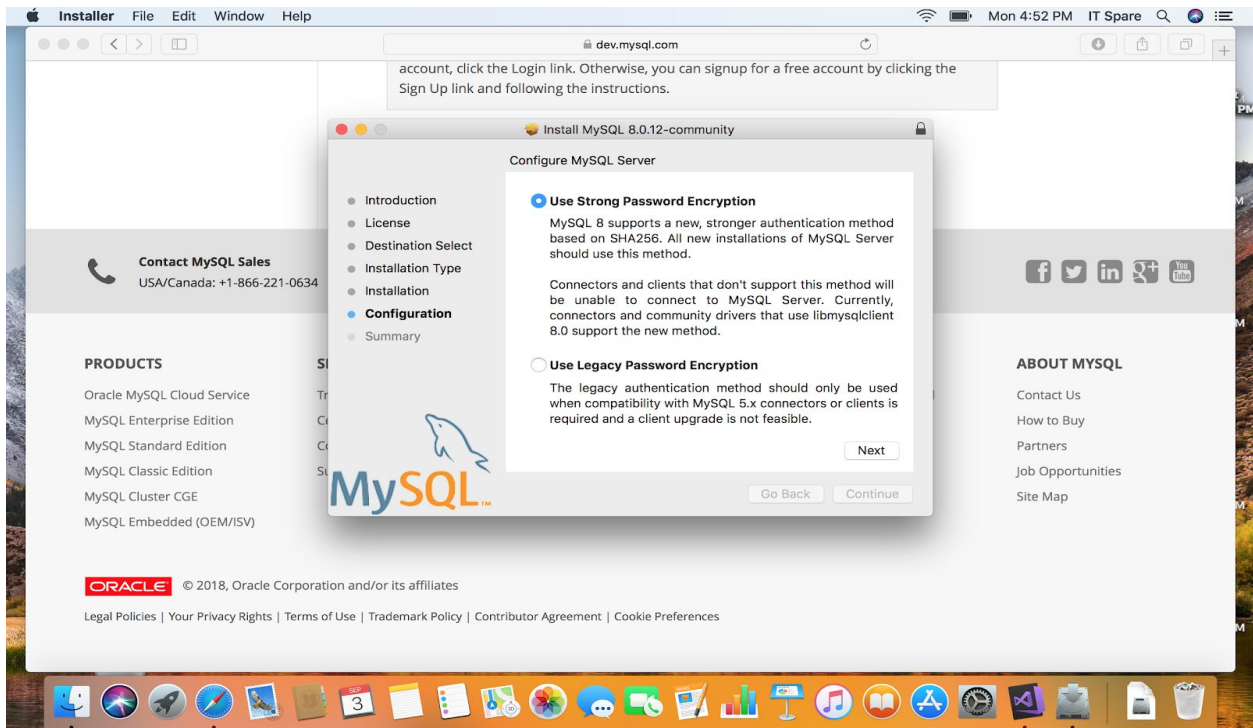 Installer File Edit Window Help Mon 4:52 PM IT Spare
dev.mysql.com
account, click the Login link. Otherwise, you can signup for a free account by clicking the
Sign Up link and following the instructions.
Install MySQL 8.0.12-community
Configure MySQL Server
Introduction
License
Destination Select
Installation Type
Installation
Configuration
Summary
Use Strong Password Encryption
MySQL 8 supports a new, stronger authentication method
based on SHA256. All new installations of MySQL Server
should use this method.
Connectors and clients that don't support this method will
be unable to connect to MySQL Server. Currently,
connectors and community drivers that use libmysqlclient
8.0 support the new method.
Use Legacy Password Encryption
The legacy authentication method should only be used
when compatibility with MySQL 5.x connectors or clients is
required and a client upgrade is not feasible.
Next
Go Back Continue
MySQL™
Contact MySQL Sales
USA/Canada: +1-866-221-0634
You
Tube
PRODUCTS
Oracle MySQL Cloud Service
MySQL Enterprise Edition
MySQL Standard Edition
MySQL Classic Edition
MySQL Cluster CGE
MySQL Embedded (OEM/ISV)
ABOUT MYSQL
Contact Us
How to Buy
Partners
Job Opportunities
Site Map
ORACLE © 2018, Oracle Corporation and/or its affiliates
Legal Policies | Your Privacy Rights | Terms of Use | Trademark Policy | Contributor Agreement | Cookie Preferences
SEP
3